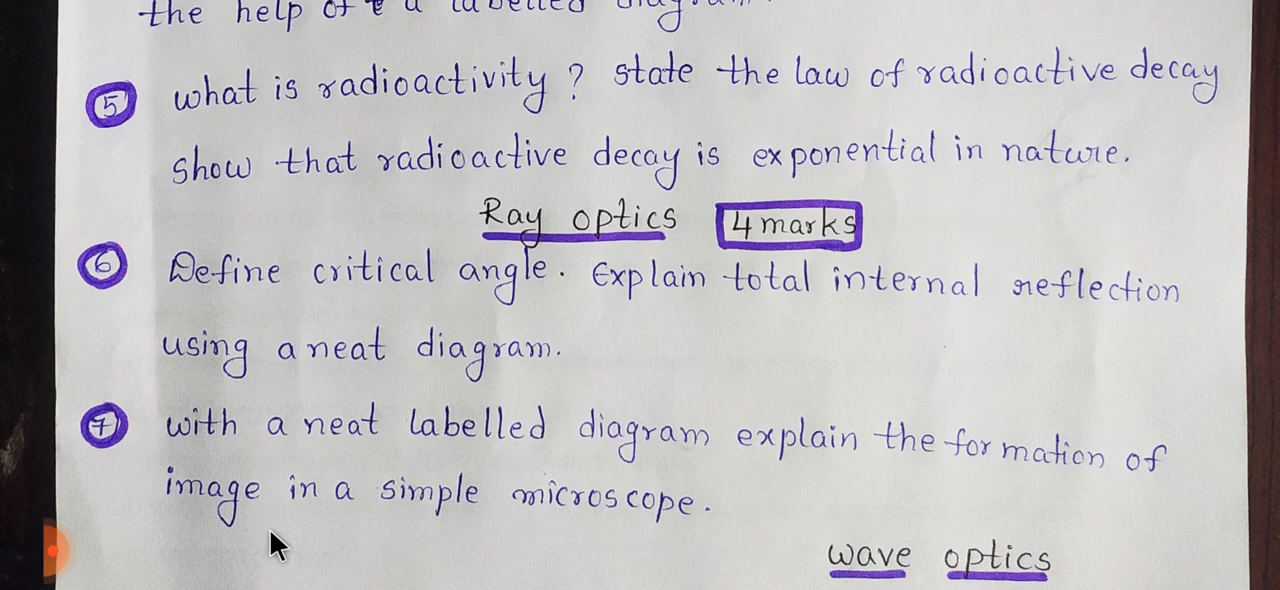 the help of a labelled diagram.
5 what is radioactivity ? state the law of radioactive decay
show that radioactive decay is exponential in nature.
Ray optics 4 marks
6 Define critical angle. Explain total internal reflection
using a neat diagram.
7 with a neat labelled diagram explain the formation of
image in a simple microscope.
wave optics